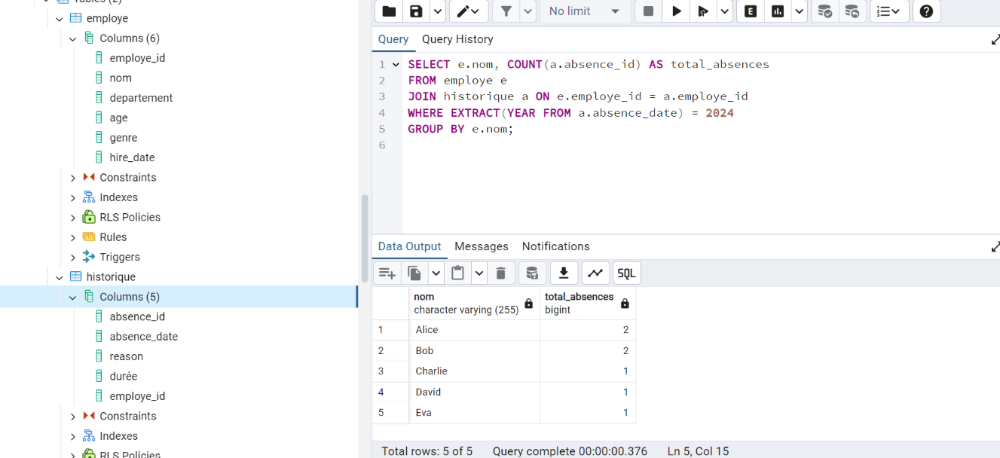 Tables (2)
employe
Columns (6)
employe_id
nom
departement
age
genre
hire_date
Constraints
Indexes
RLS Policies
Rules
Triggers
historique
Columns (5)
absence_id
absence_date
reason
durée
employe_id
Constraints
Indexes
RLS Policies
No limit
E
Query Query History
1 SELECT e.nom, COUNT(a.absence_id) AS total_absences
2 FROM employe e
3 JOIN historique a ON e.employe_id = a.employe_id
4 WHERE EXTRACT(YEAR FROM a.absence_date) = 2024
5 GROUP BY e.nom;
6
Data Output Messages Notifications
SQL
nom total_absences
character varying (255) bigint
1 Alice 2
2 Bob 2
3 Charlie 1
4 David 1
5 Eva 1
Total rows: 5 of 5 Query complete 00:00:00.376 Ln 5, Col 15